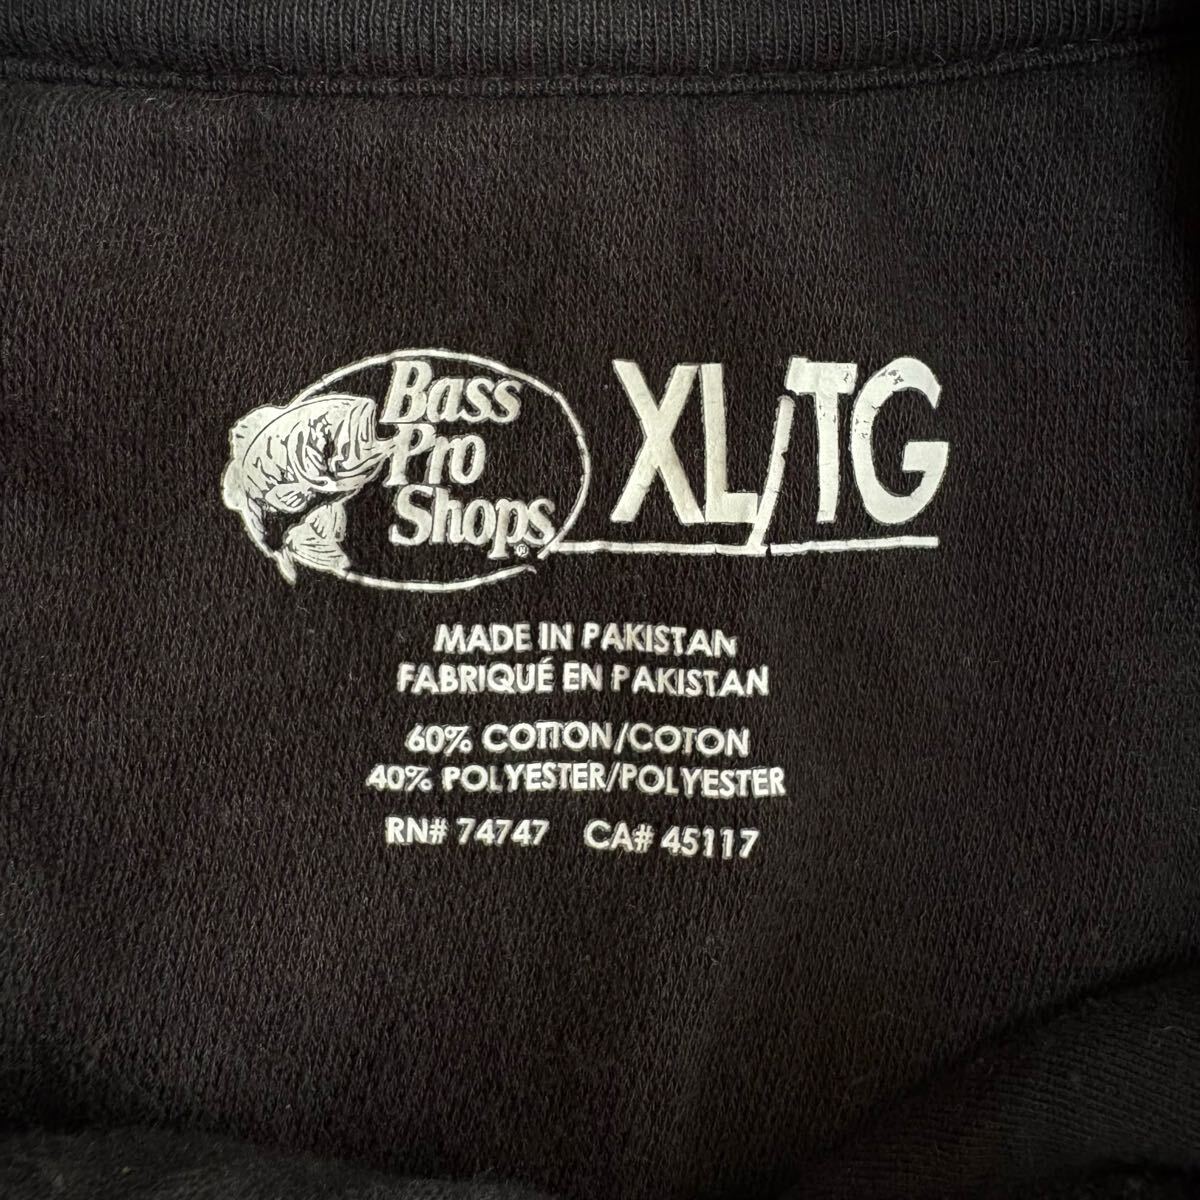 Bass
Pro
Shops®
XL/TG
MADE IN PAKISTAN
FABRIQUÉ EN PAKISTAN
60% COTTON/COTON
40% POLYESTER/POLYESTER
RN# 74747 CA# 45117